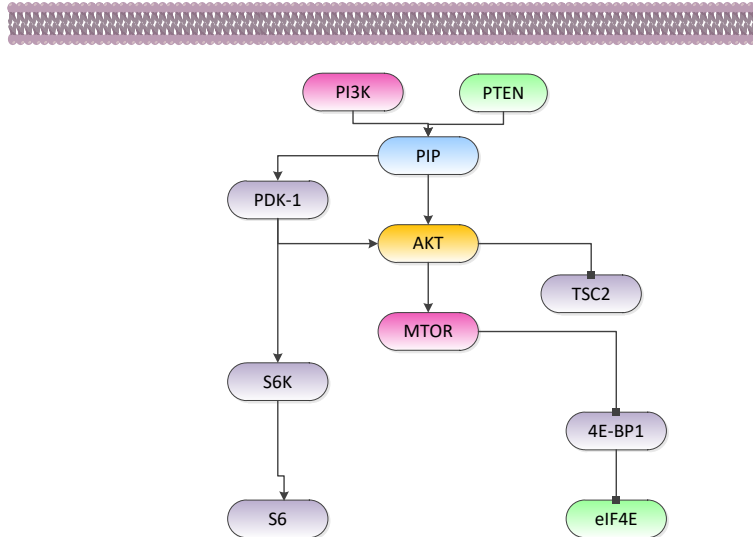 PI3K
PTEN
PIP
PDK-1
AKT
TSC2
MTOR
S6K
4E-BP1
S6
eIF4E